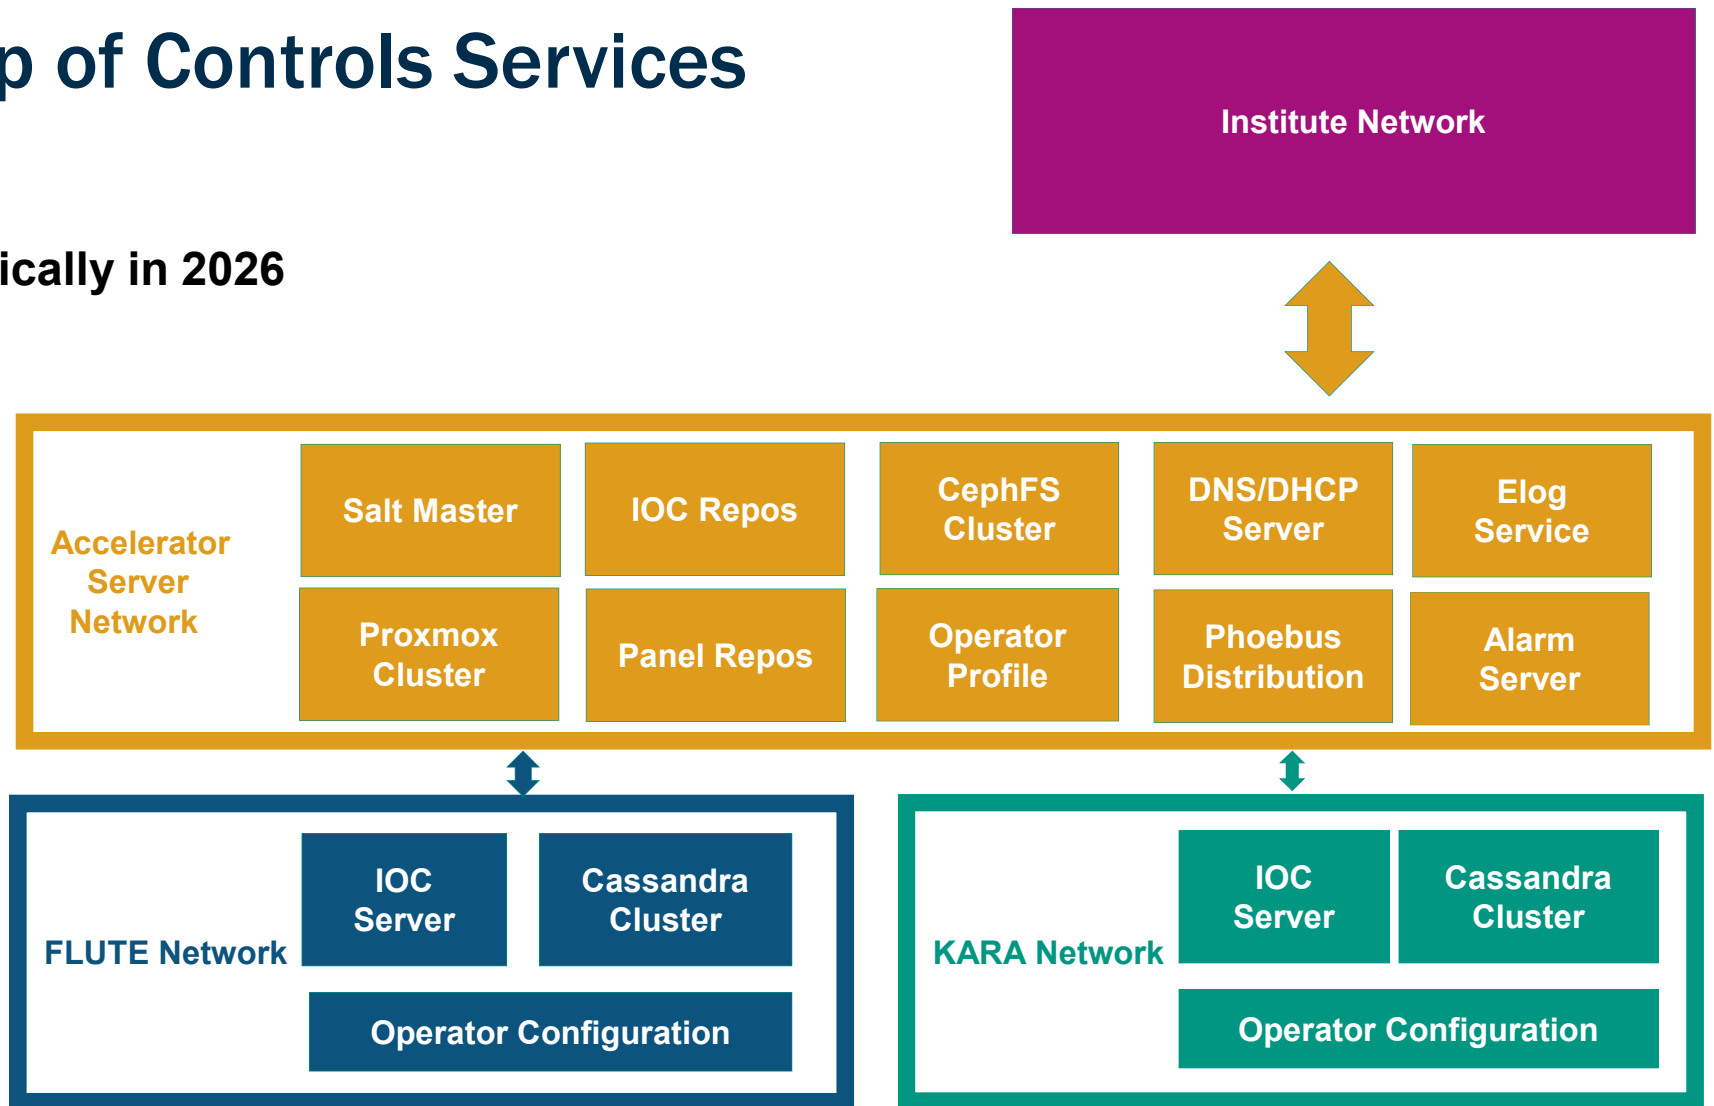 p of Controls Services
Institute Network
ically in 2026
Accelerator
Server
Network
Salt Master
IOC Repos
CephFS
Cluster
DNS/DHCP
Server
Elog
Service
Proxmox
Cluster
Panel Repos
Operator
Profile
Phoebus
Distribution
Alarm
Server
FLUTE Network
IOC
Server
Cassandra
Cluster
Operator Configuration
KARA Network
IOC
Server
Cassandra
Cluster
Operator Configuration